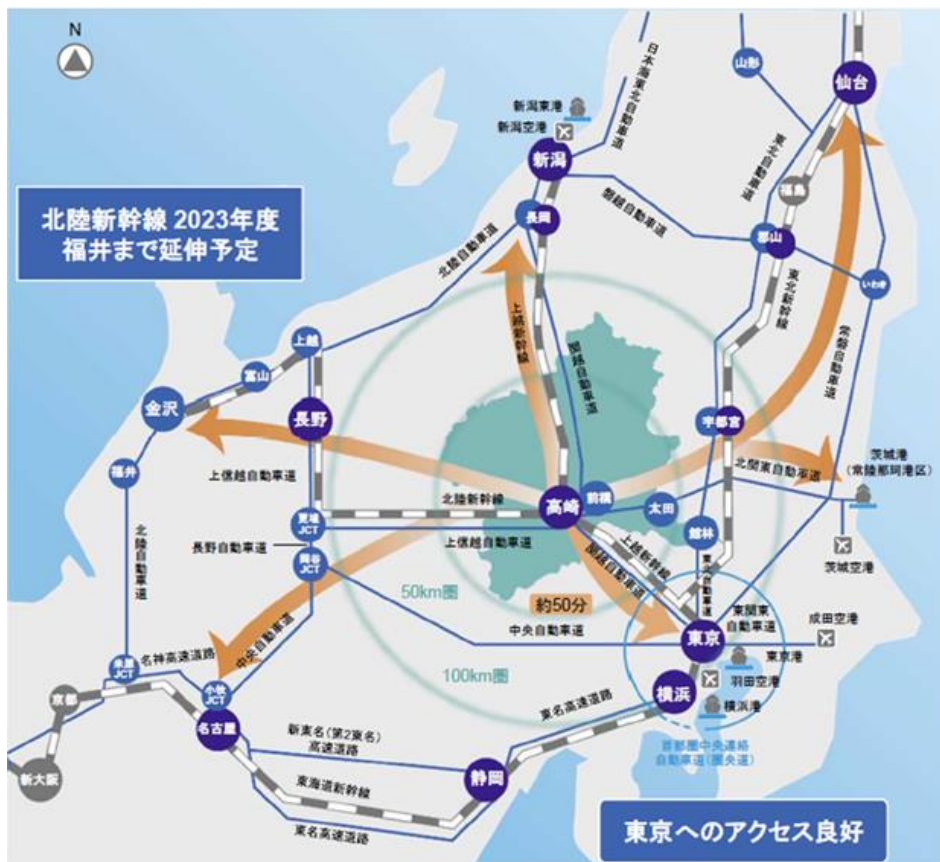 N
日本海東北自動車道
山形
仙台
新潟東港
新潟空港
新潟
東北自動車道
福島
北陸新幹線 2023年度
福井まで延伸予定
長岡
磐越自動車道
郡山
北陸自動車道
いわき
東北新幹線
上越新幹線
関越自動車道
常磐自動車道
上越
富山
金沢
長野
宇都宮
茨城港
(常陸那珂港区)
福井
上信越自動車道
北関東自動車道
北陸新幹線
高崎
前橋
太田
館林
更埴
JCT
上信越自動車道
上越新幹線
関越自動車道
茨城空港
長野自動車道
岡谷
JCT
北陸自動車道
50km圏
約50分
東北自動車道
東関東
自動車道
成田空港
中央自動車道
中央自動車道
東京
東京港
名神高速道路
米原
JCT
100km圏
羽田空港
京都
小牧
JCT
横浜
横浜港
東名高速道路
名古屋
新東名(第2東名)
高速道路
首都圏中央連絡
自動車道(圏央道)
新大阪
東海道新幹線
静岡
東名高速道路
東京へのアクセス良好